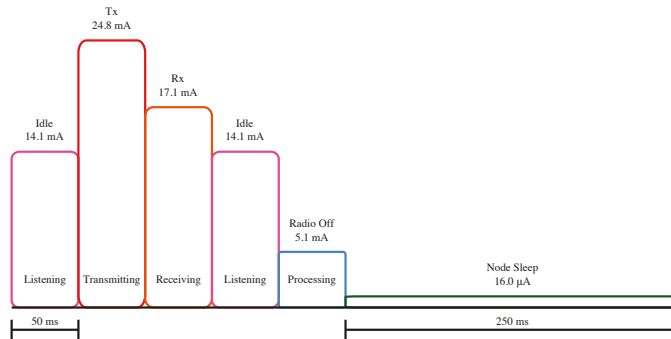 Tx
24.8 mA
Rx
17.1 mA
Idle
14.1 mA
Idle
14.1 mA
Radio Off
5.1 mA
Node Sleep
16.0 μA
Listening
Transmitting
Receiving
Listening
Processing
50 ms
250 ms